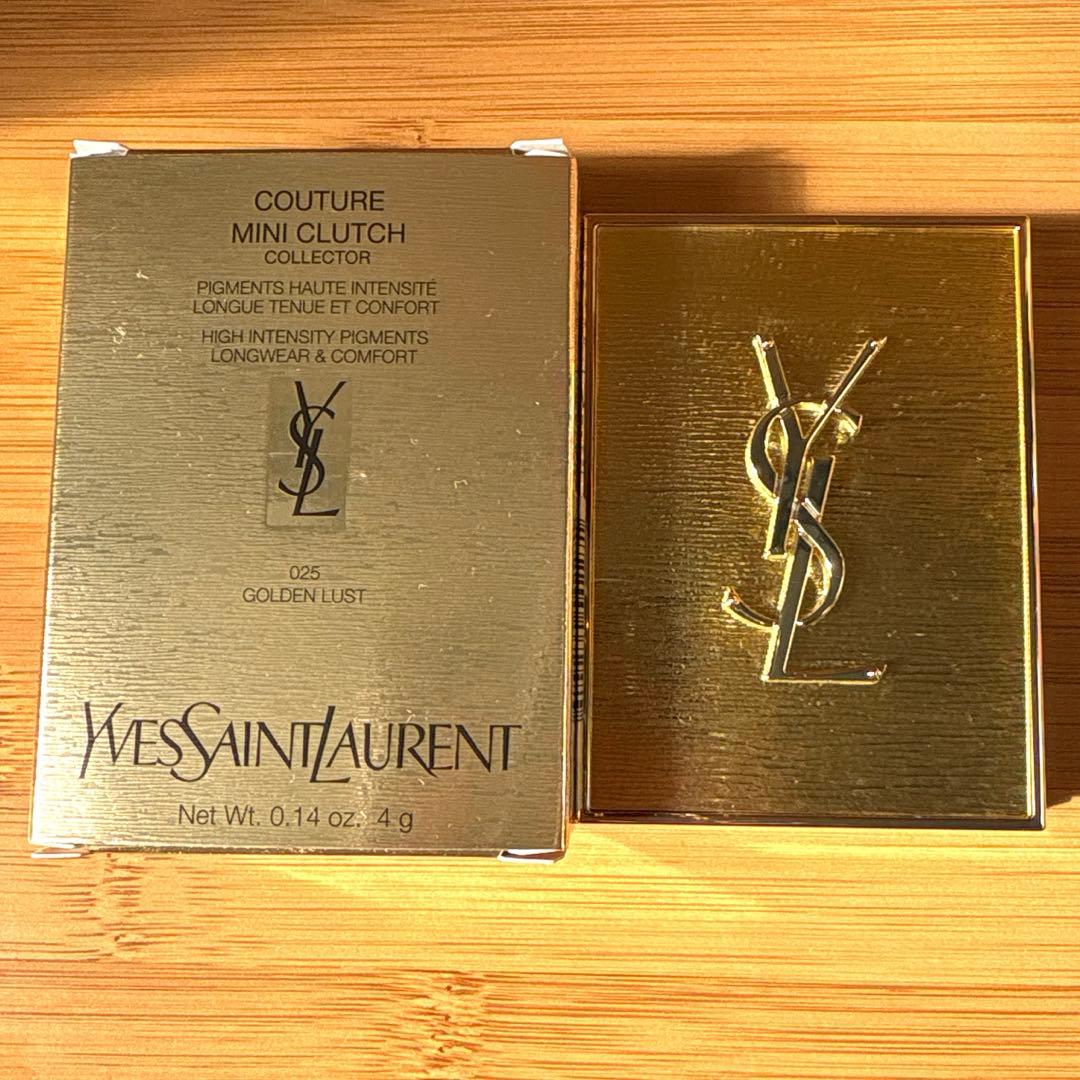 COUTURE
MINI CLUTCH
COLLECTOR
PIGMENTS HAUTE INTENSITÉ
LONGUE TENUE ET CONFORT
HIGH INTENSITY PIGMENTS
LONGWEAR & COMFORT
YSL
025
GOLDEN LUST
YVESSAINTLAURENT
Net Wt. 0.14 oz. 4 g
YSL